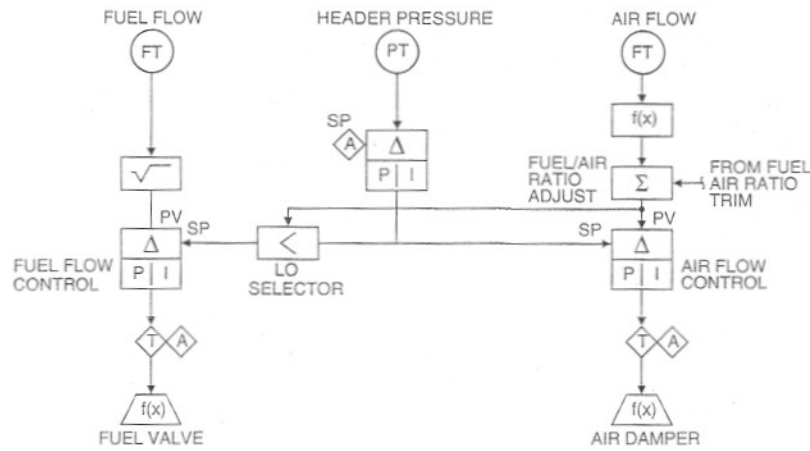 FUEL FLOW
HEADER PRESSURE
AIR FLOW
FT
PT
FT
SP
A
f(x)
Δ
P I
√
FUEL/AIR
RATIO
ADJUST
Σ
FROM FUEL
AIR RATIO
TRIM
PV
SP
PV
SP
Δ
P I
<
Δ
P I
FUEL FLOW
CONTROL
LO
SELECTOR
AIR FLOW
CONTROL
T A
T A
f(x)
f(x)
FUEL VALVE
AIR DAMPER